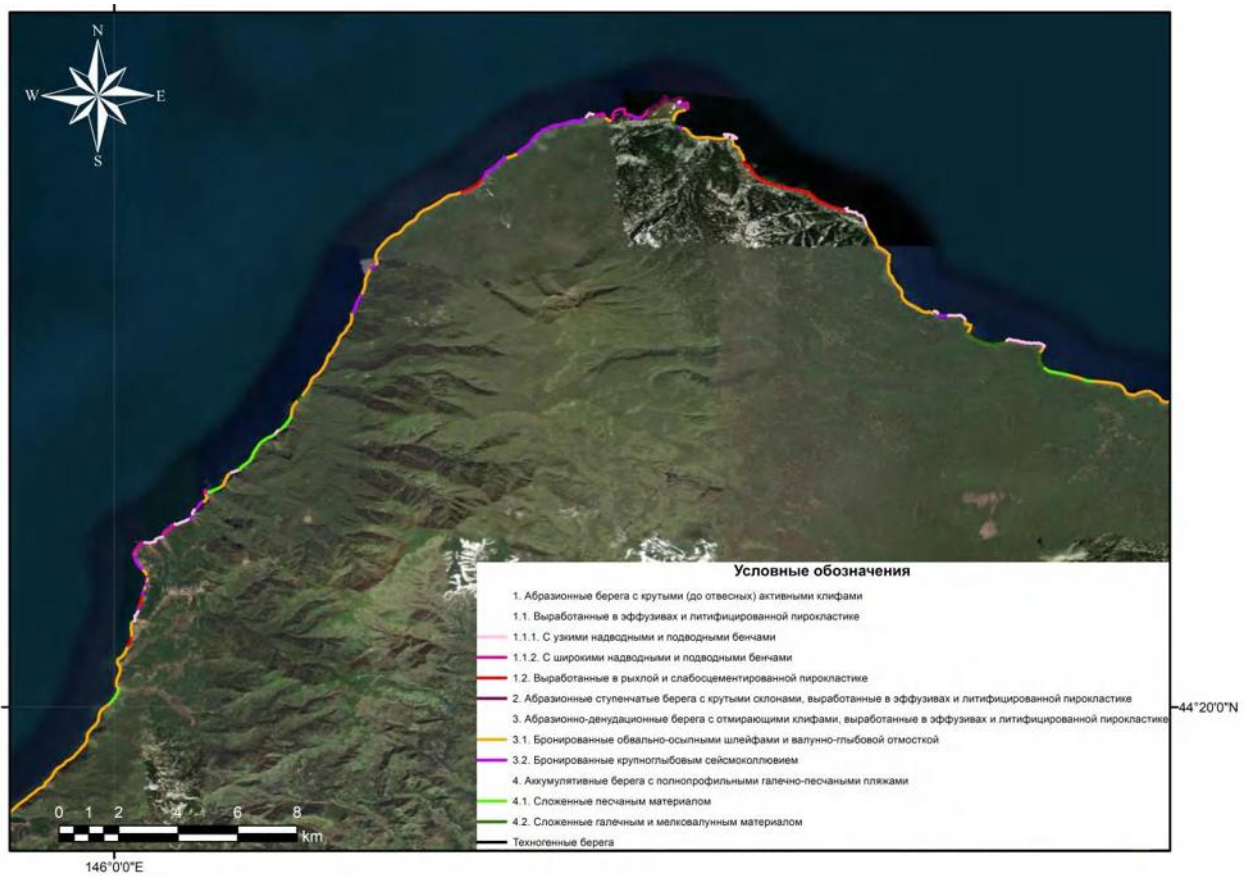 N
W E
S
Условные обозначения
1. Абразионные берега с крутыми (до отвесных) активными клифами
1.1. Выработанные в эффузивах и литифицированной пирокластике
1.1.1. С узкими надводными и подводными бенчами
1.1.2. С широкими надводными и подводными бенчами
1.2. Выработанные в рыхлой и слабосцементированной пирокластике
2. Абразионные ступенчатые берега с крутыми склонами, выработанные в эффузивах и литифицированной пирокластике
3. Абразионно-денудационные берега с отмирающими клифами, выработанные в эффузивах и литифицированной пирокластике
44°20'0"N
3.1. Бронированные обвально-осыпными шлейфами и валунно-глыбовой отмосткой
3.2. Бронированные крупноглыбовым сейсмоколлювием
4. Аккумулятивные берега с полнопрофильными галечно-песчаными пляжами
4.1. Сложенные песчаным материалом
4.2. Сложенные галечным и мелковалунным материалом
Техногенные берега
0 1 2 4 6 8
km
146°0'0"E